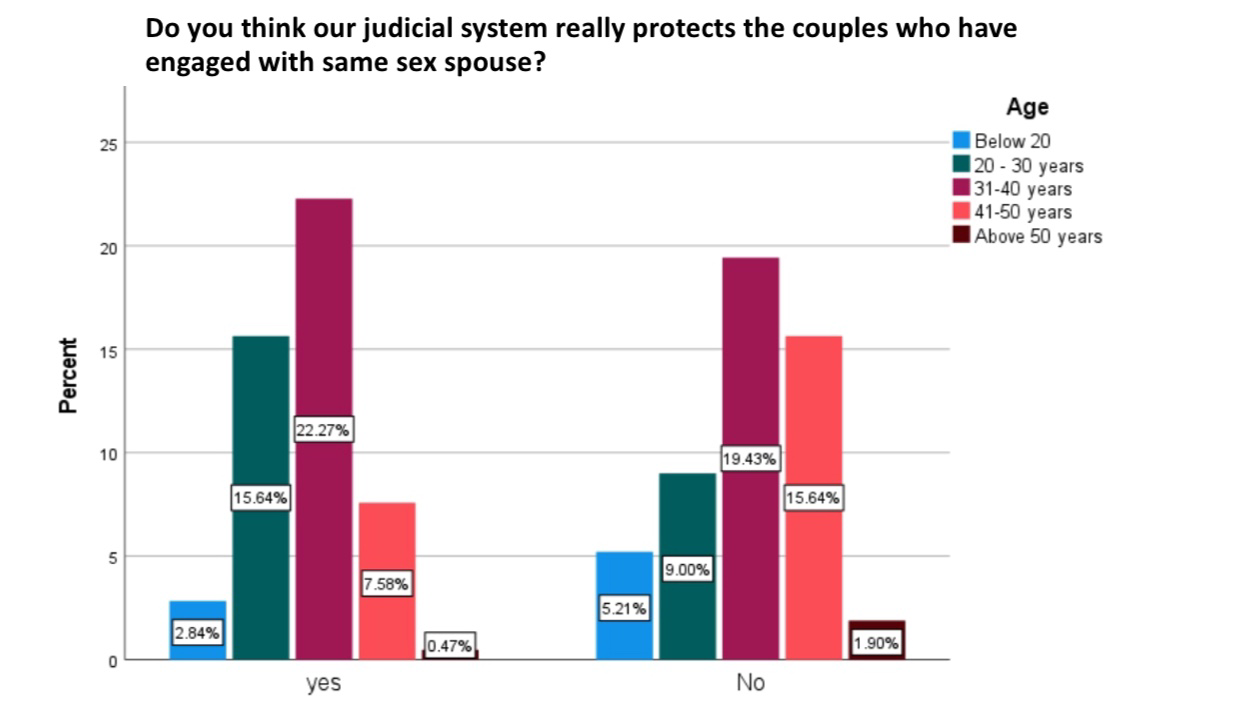 Do you think our judicial system really protects the couples who have
engaged with same sex spouse?
Age
Below 20
20 - 30 years
31-40 years
41-50 years
Above 50 years
Percent
25
20
15
10
5
0
2.84%
15.64%
22.27%
7.58%
0.47%
5.21%
9.00%
19.43%
15.64%
1.90%
yes
No